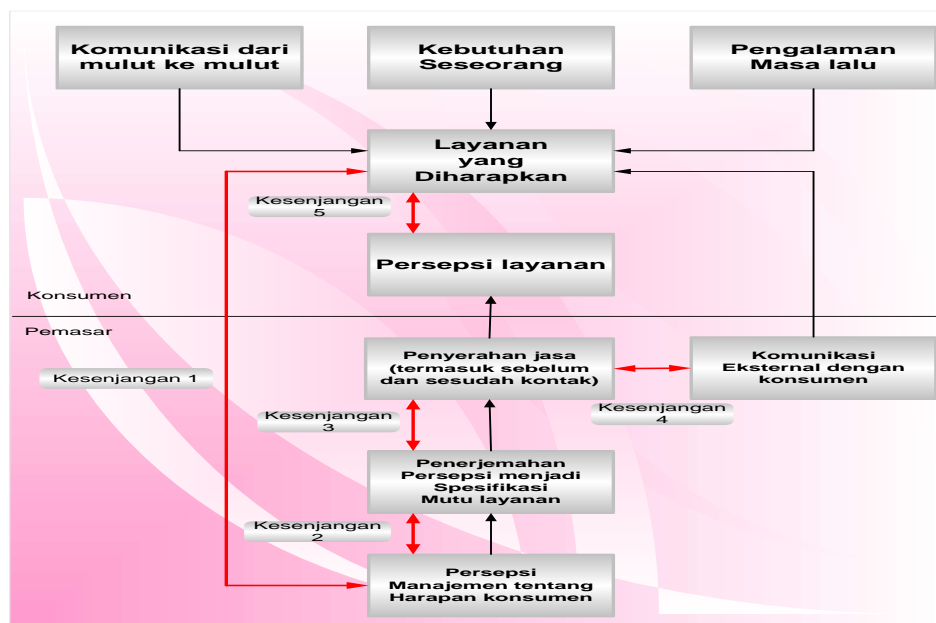 Komunikasi dari
mulut ke mulut
Kebutuhan
Seseorang
Pengalaman
Masa lalu
Layanan
yang
Diharapkan
Kesenjangan
5
Persepsi layanan
Konsumen
Pemasar
Penyerahan jasa
(termasuk sebelum
dan sesudah kontak)
Komunikasi
Eksternal dengan
konsumen
Kesenjangan 1
Kesenjangan
3
Kesenjangan
4
Penerjemahan
Persepsi menjadi
Spesifikasi
Mutu layanan
Kesenjangan
2
Persepsi
Manajemen tentang
Harapan konsumen